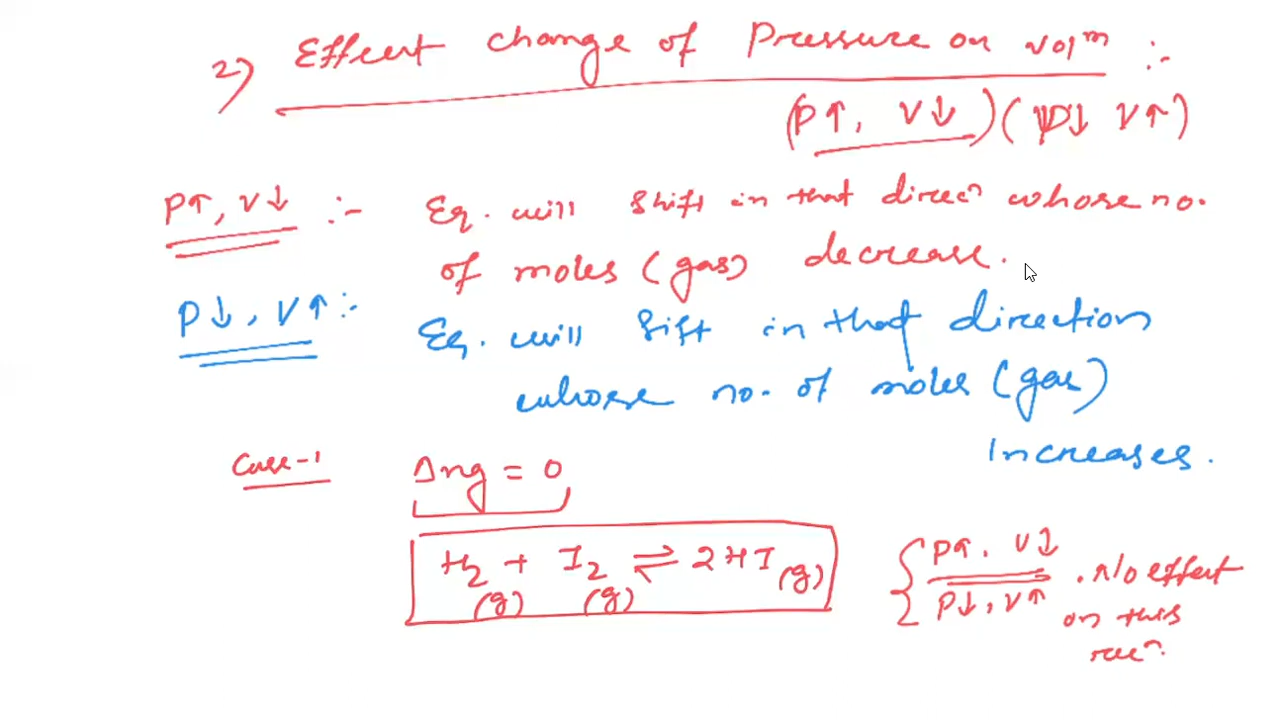 2) Effect change of Pressure on volm :-
(P↑, V↓) (P↓ V↑)
P↑, V↓ :- Eq. will Shift in that direcn whose no.
of moles (gas) decrease.
P↓, V↑ :- Eq. will Sift in that direction
whose no. of moles (gas)
Increases.
Case-1 Δng = 0
H2(g) + I2(g) ⇌ 2HI(g)
{ P↑, V↓
P↓, V↑ . No effect
on this
recn.